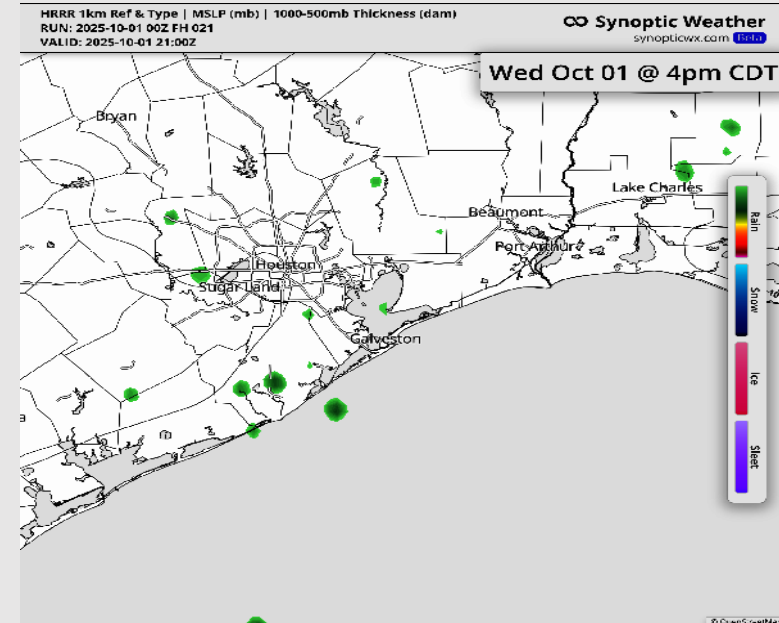 HRRR 1km Ref & Type | MSLP (mb) | 1000-500mb Thickness (dam)
RUN: 2025-10-01 00Z FH 021
VALID: 2025-10-01 21:00Z
Synoptic Weather
synopticwx.com Beta
Wed Oct 01 @ 4pm CDT
Bryan
Lake Charles
Beaumont
Port Arthur
Houston
Sugar Land
Galveston
Rain
Snow
Ice
Sleet
© OpenStreetMap